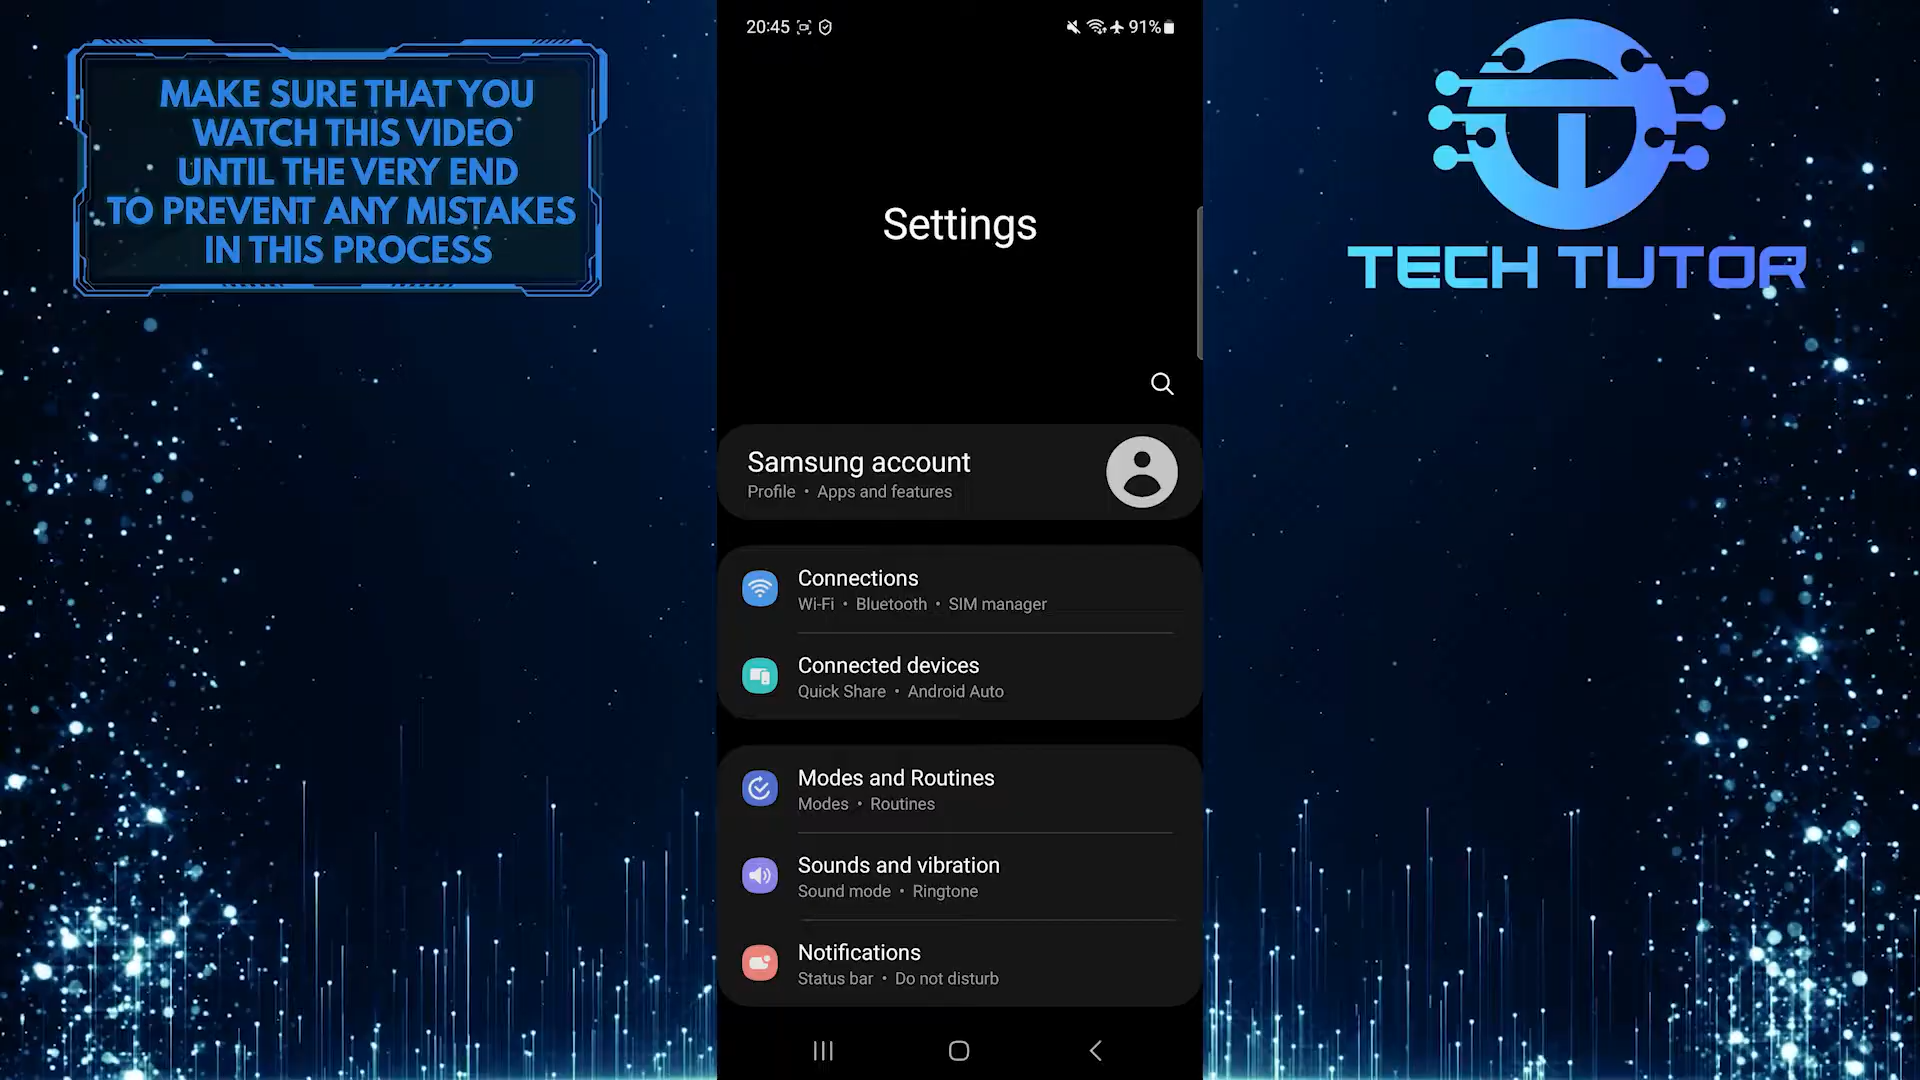 MAKE SURE THAT YOU
WATCH THIS VIDEO
UNTIL THE VERY END
TO PREVENT ANY MISTAKES
IN THIS PROCESS
20:45
91%
Settings
Samsung account
Profile • Apps and features
Connections
Wi-Fi • Bluetooth • SIM manager
Connected devices
Quick Share • Android Auto
Modes and Routines
Modes • Routines
Sounds and vibration
Sound mode • Ringtone
Notifications
Status bar • Do not disturb
TECH TUTOR